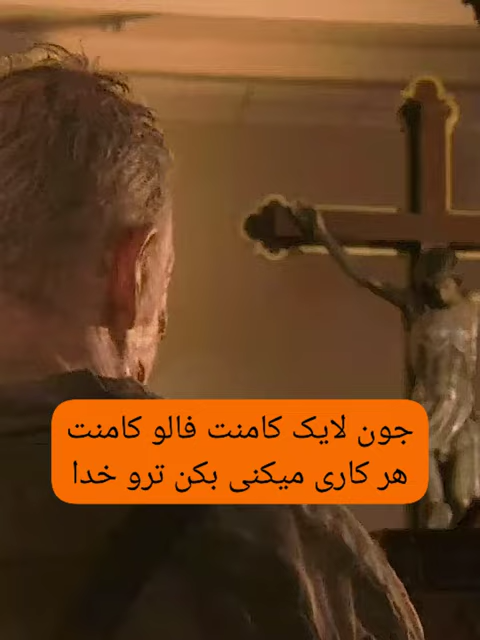 جون لایک کامنت فالو کامنت
هر کاری میکنی بکن ترو خدا